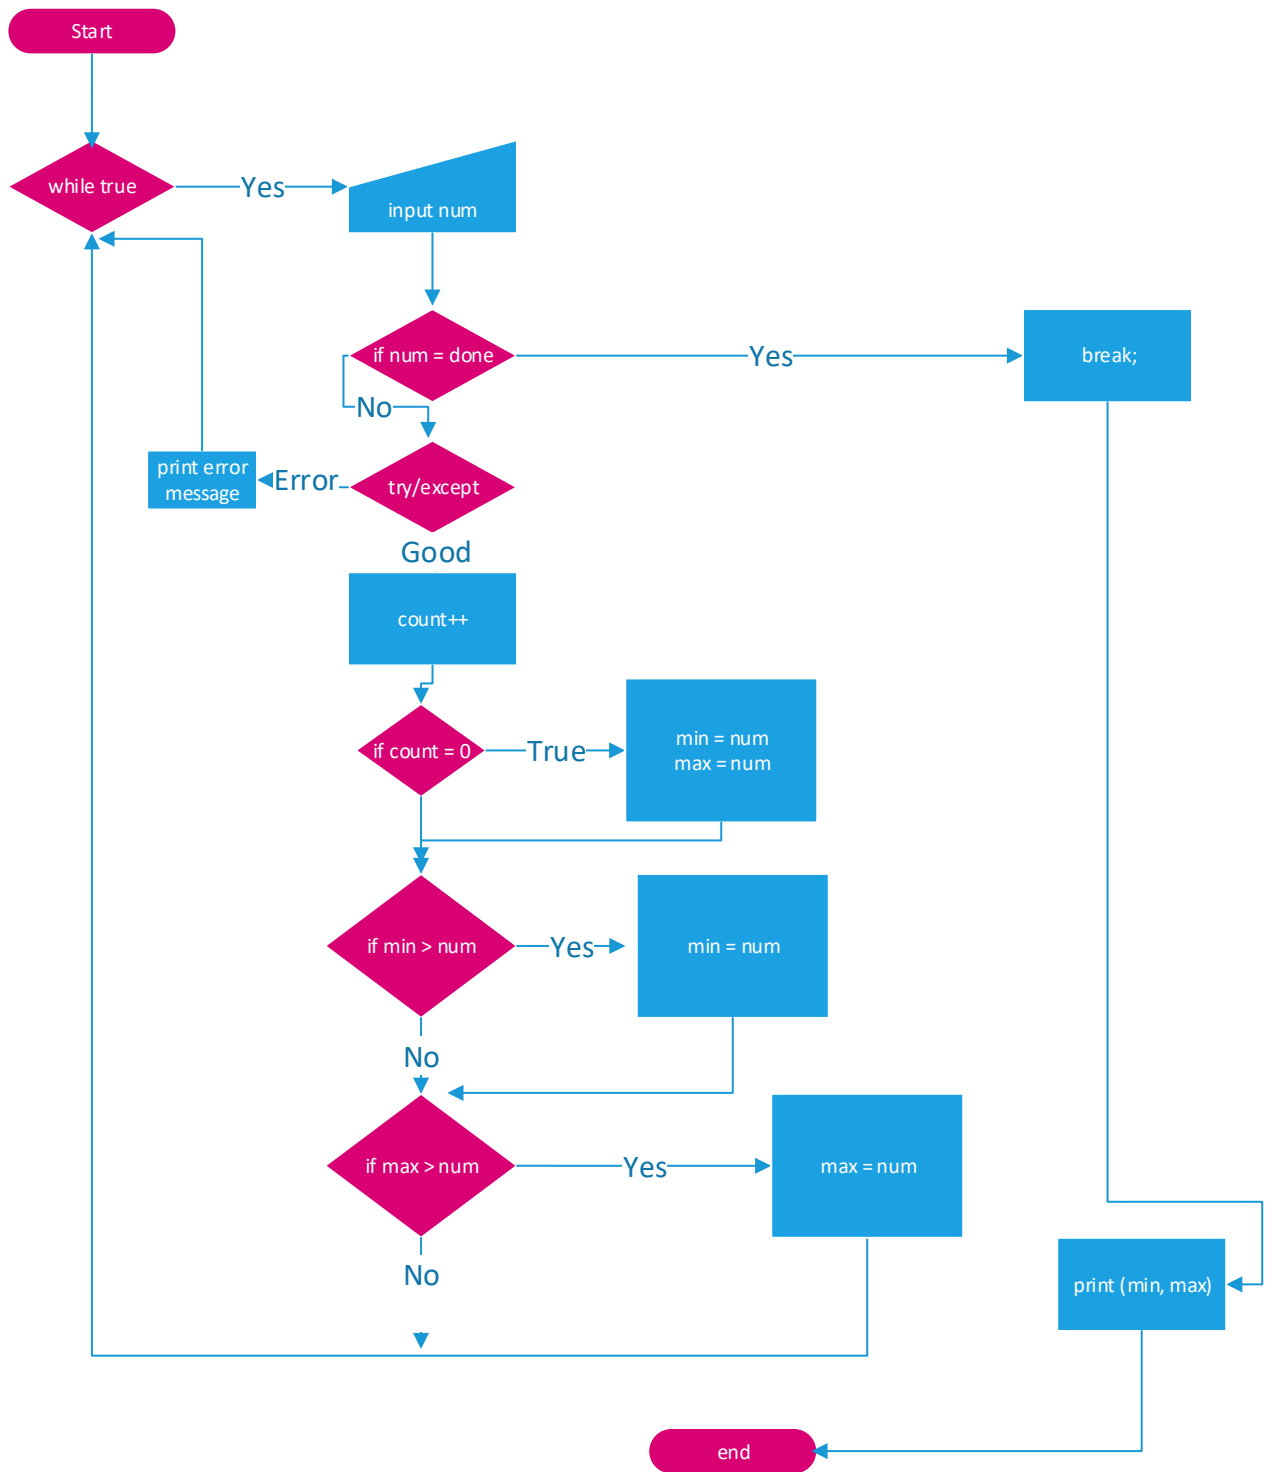 Start
while true
Yes
input num
if num = done
Yes
break;
No
print error
message
Error
try/except
Good
count++
if count = 0
True
min = num
max = num
if min > num
Yes
min = num
No
if max > num
Yes
max = num
No
print (min, max)
end